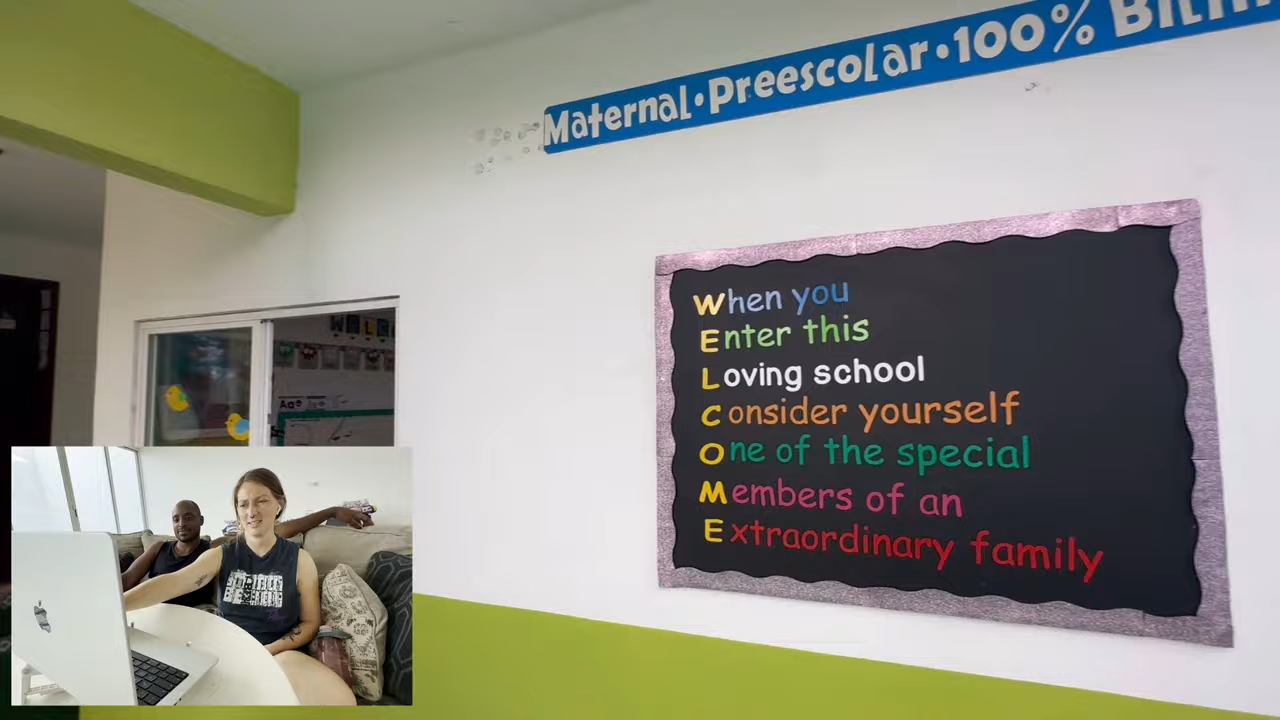 Maternal • Preescolar • 100%
When you
Enter this
Loving school
Consider yourself
One of the special
Members of an
Extraordinary family